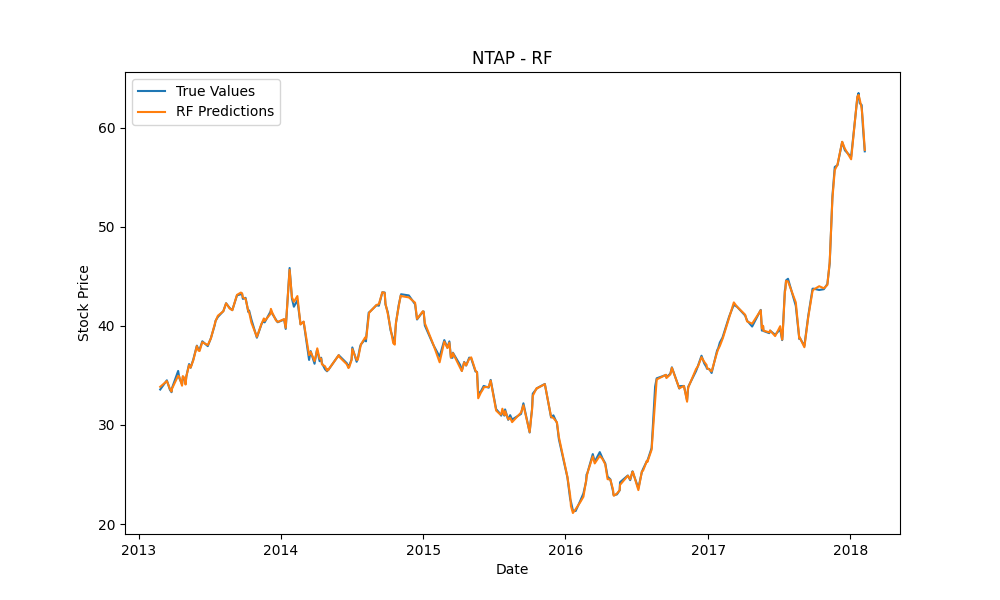 NTAP - RF
True Values
RF Predictions
60
50
40
30
20
Stock Price
2013 2014 2015 2016 2017 2018
Date